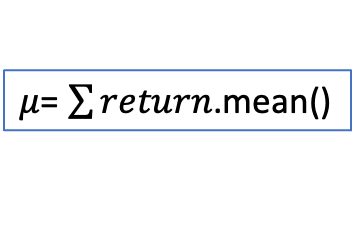 μ= ∑ return.mean()